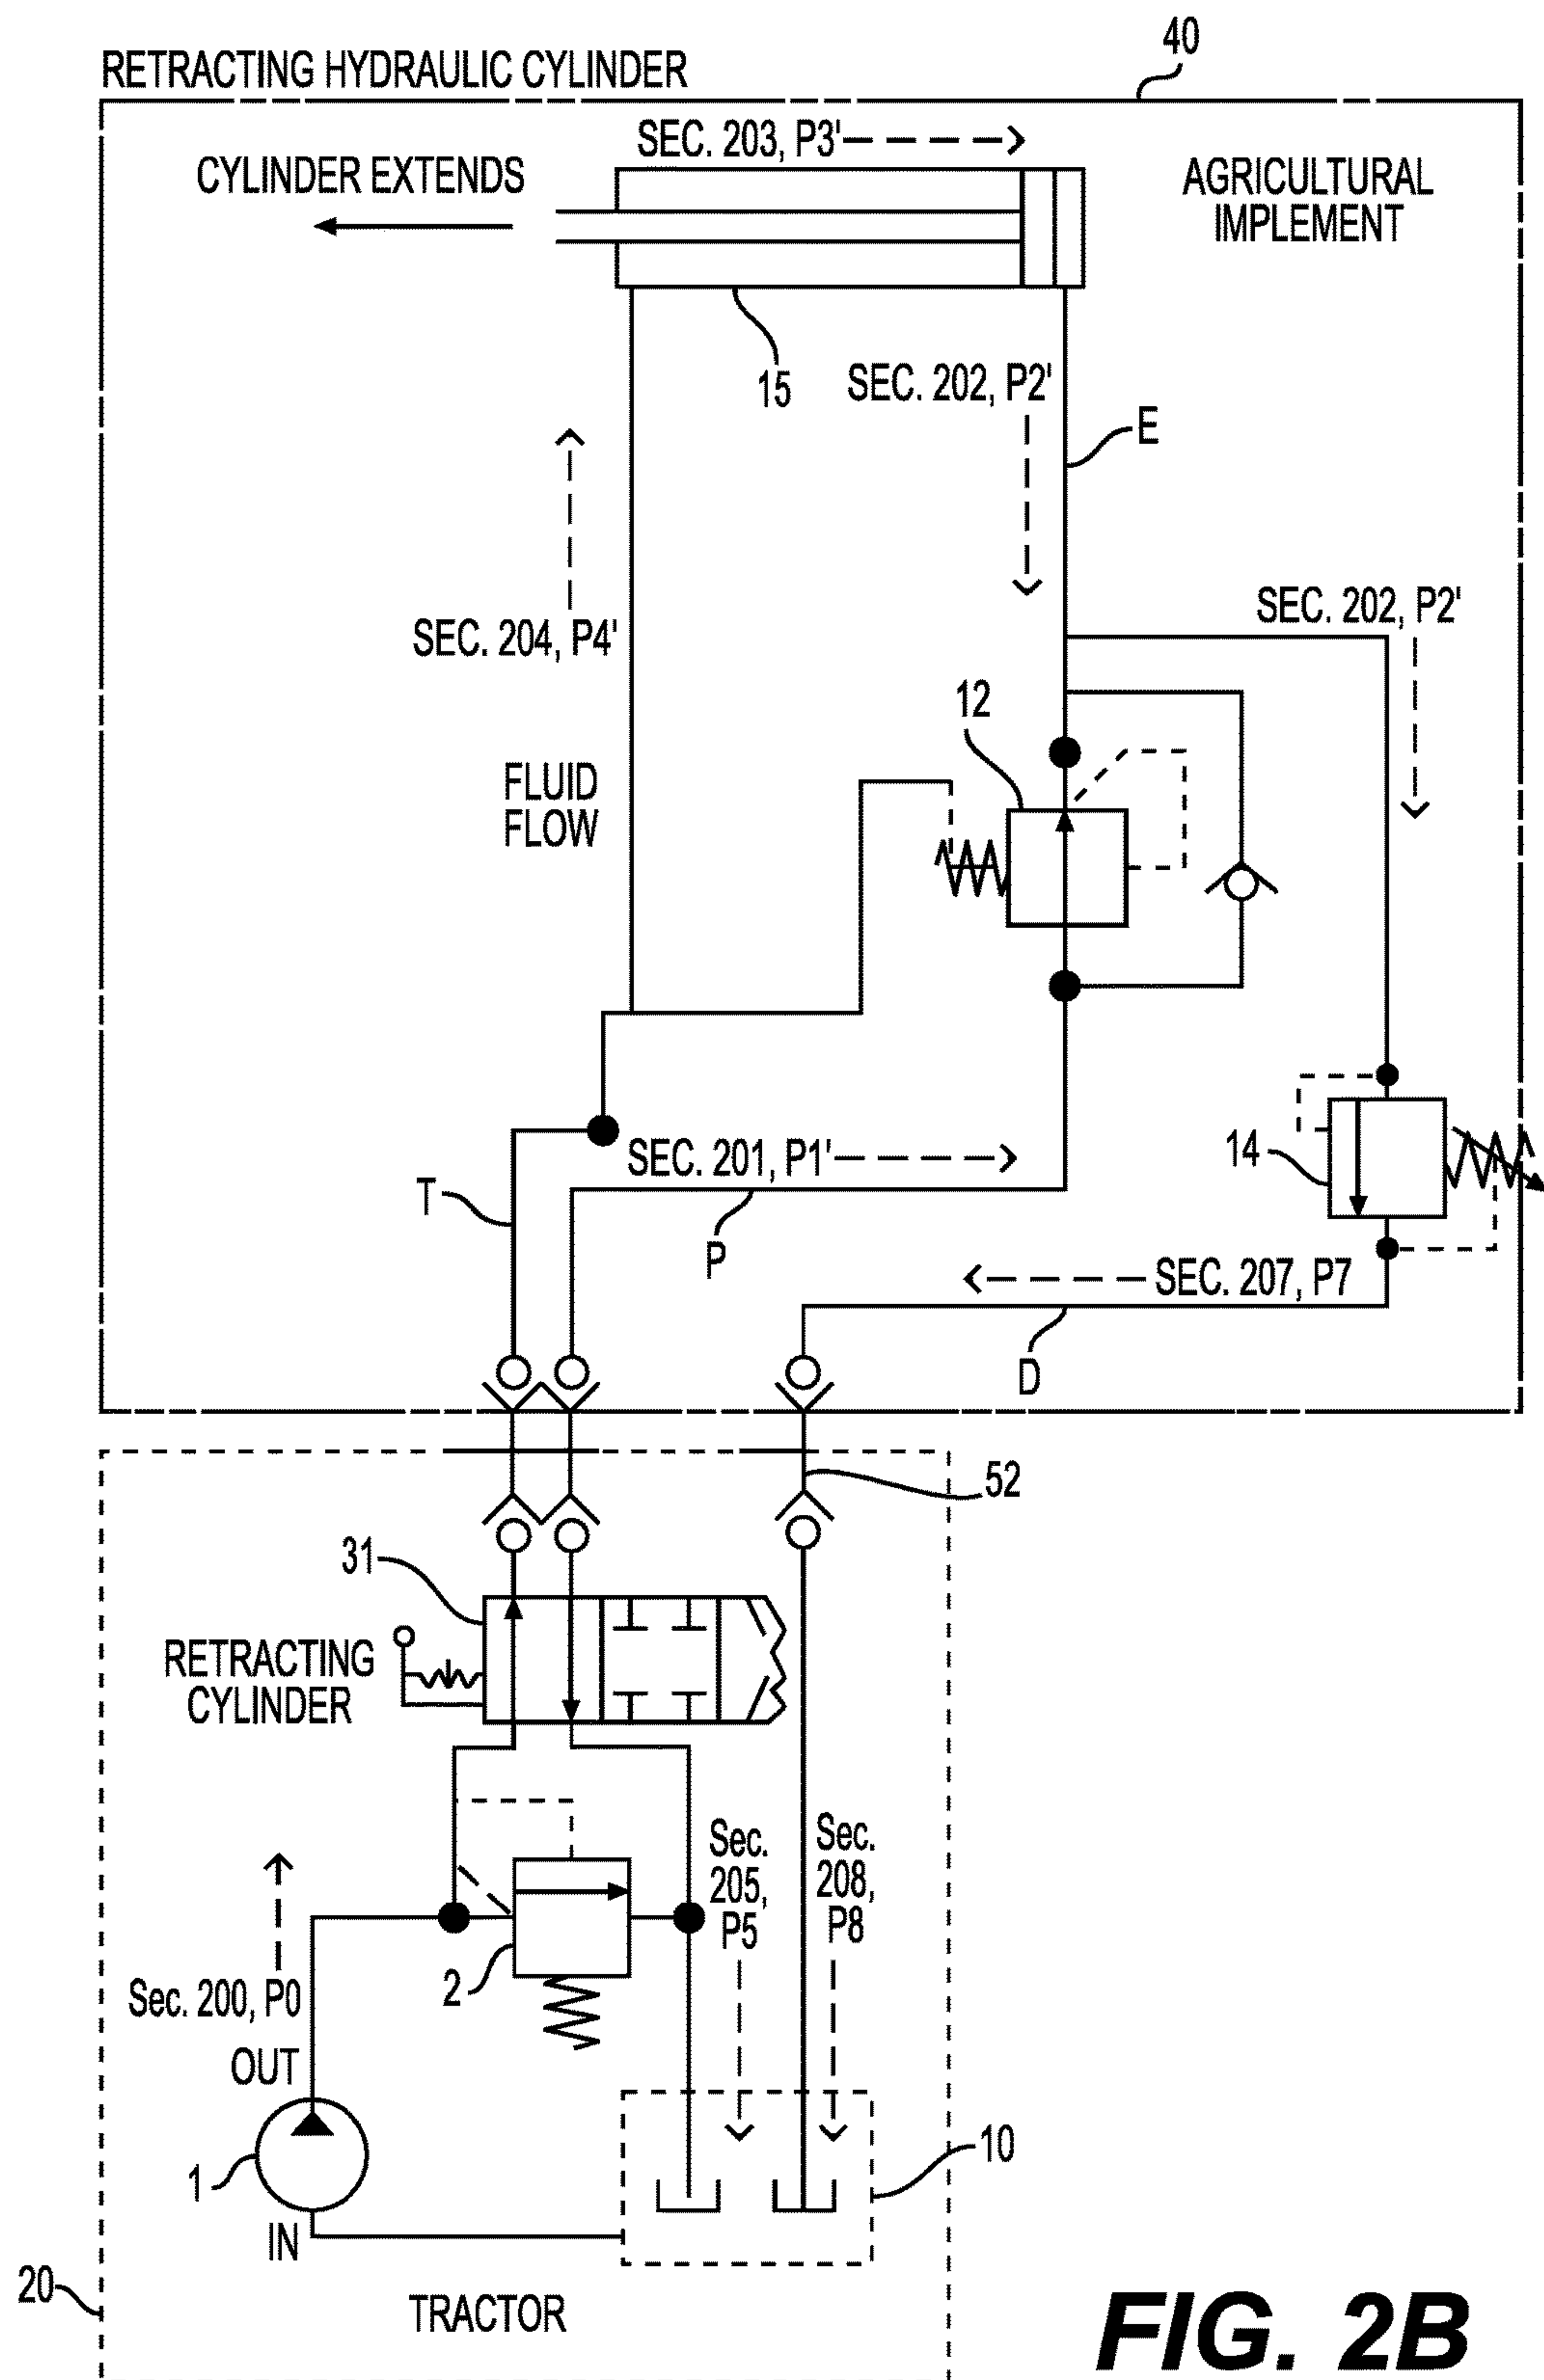 40
RETRACTING HYDRAULIC CYLINDER
SEC. 203, P3'
CYLINDER EXTENDS
AGRICULTURAL
IMPLEMENT
15
SEC. 202, P2'
E
SEC. 202, P2'
SEC. 204, P4'
12
FLUID
FLOW
14
SEC. 201, P1'
T
P
SEC. 207, P7
D
52
31
RETRACTING
CYLINDER
Sec.
205,
P5
Sec.
208,
P8
2
Sec. 200, P0
OUT
1
10
IN
20
TRACTOR
FIG. 2B